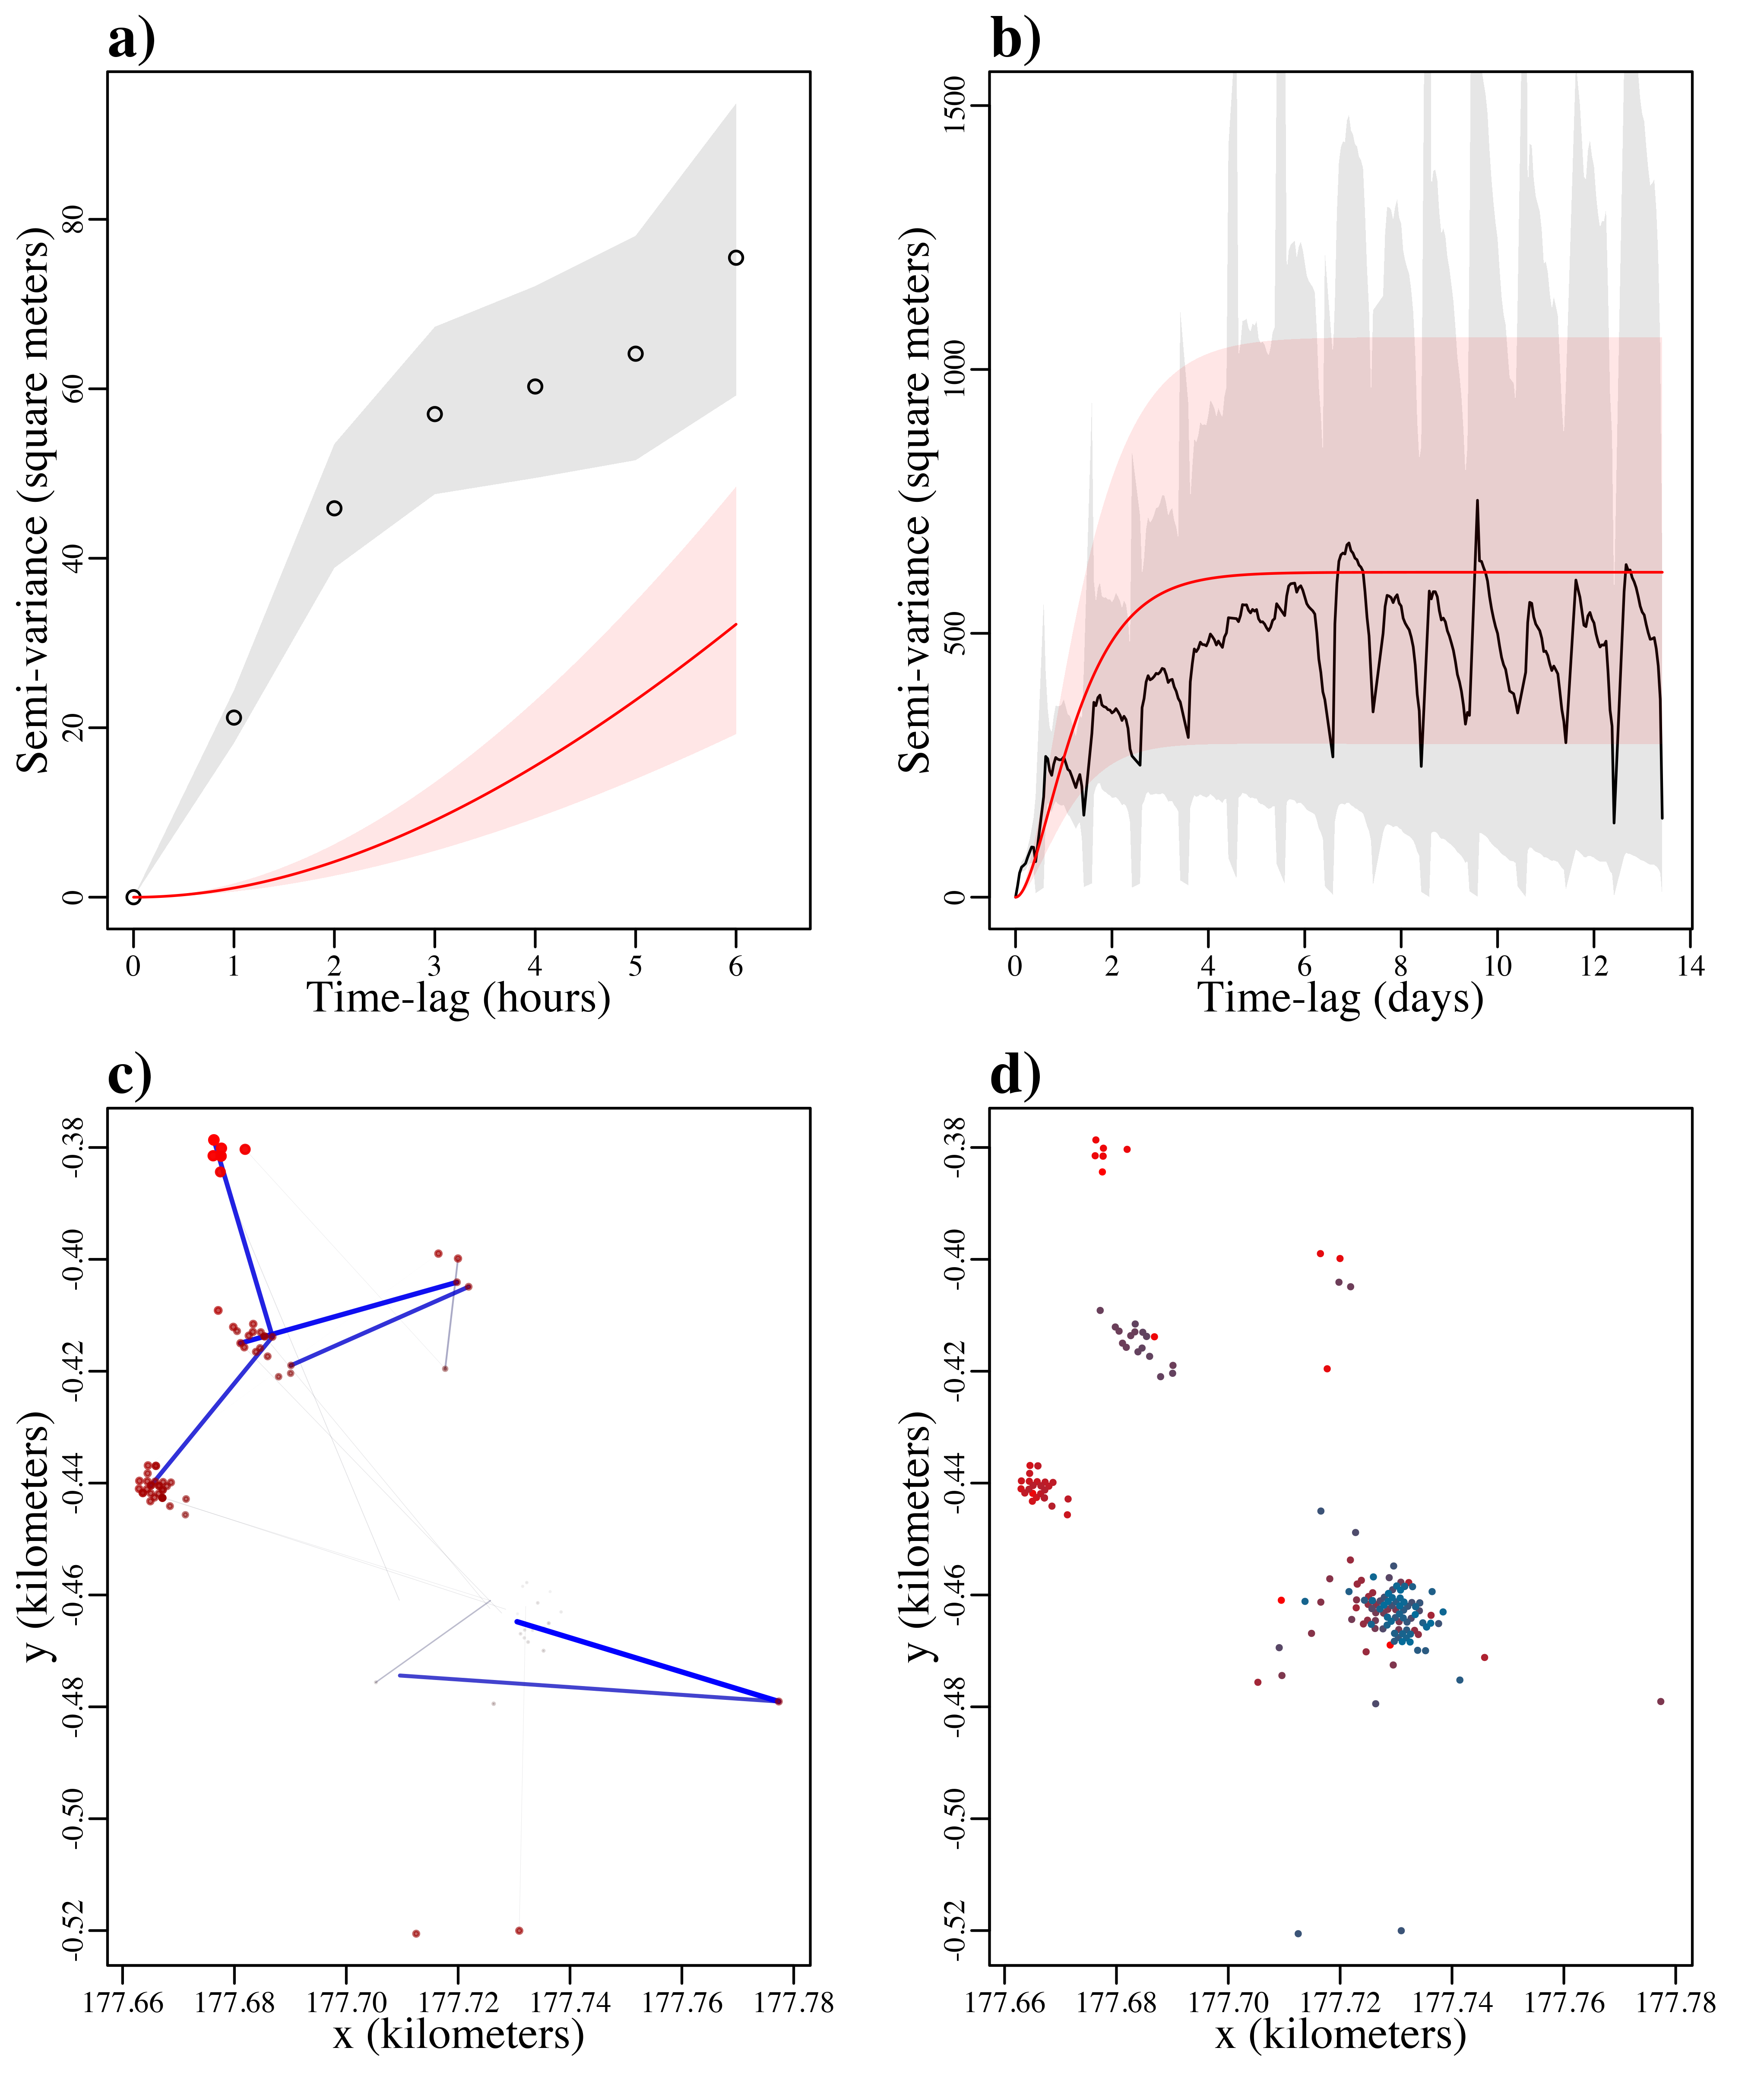 a)
Semi-variance (square meters)
80
60
40
20
0
0 1 2 3 4 5 6
Time-lag (hours)
b)
Semi-variance (square meters)
1500
1000
500
0
0 2 4 6 8 10 12 14
Time-lag (days)
c)
y (kilometers)
-0.38
-0.40
-0.42
-0.44
-0.46
-0.48
-0.50
-0.52
177.66 177.68 177.70 177.72 177.74 177.76 177.78
x (kilometers)
d)
y (kilometers)
-0.38
-0.40
-0.42
-0.44
-0.46
-0.48
-0.50
-0.52
177.66 177.68 177.70 177.72 177.74 177.76 177.78
x (kilometers)